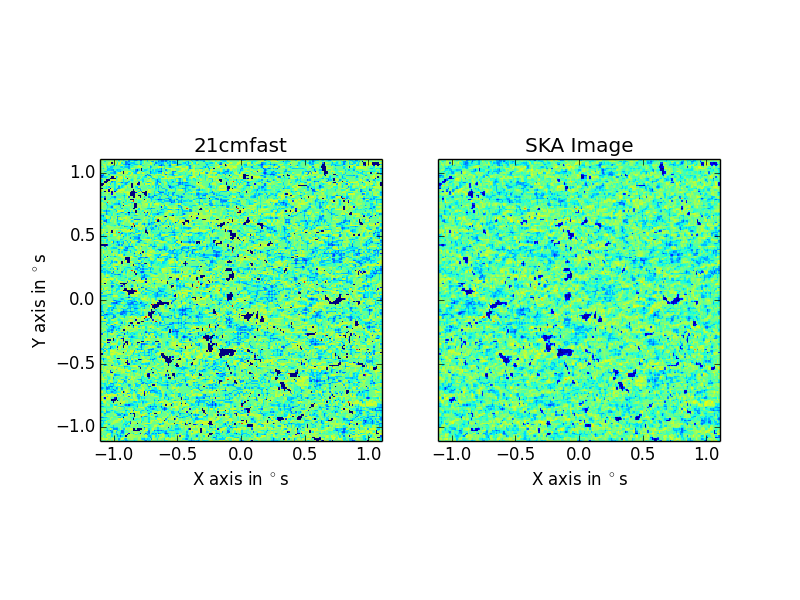 21cmfast
SKA Image
1.0
0.5
0.0
−0.5
−1.0
Y axis in °s
−1.0 −0.5 0.0 0.5 1.0
X axis in °s
−1.0 −0.5 0.0 0.5 1.0
X axis in °s